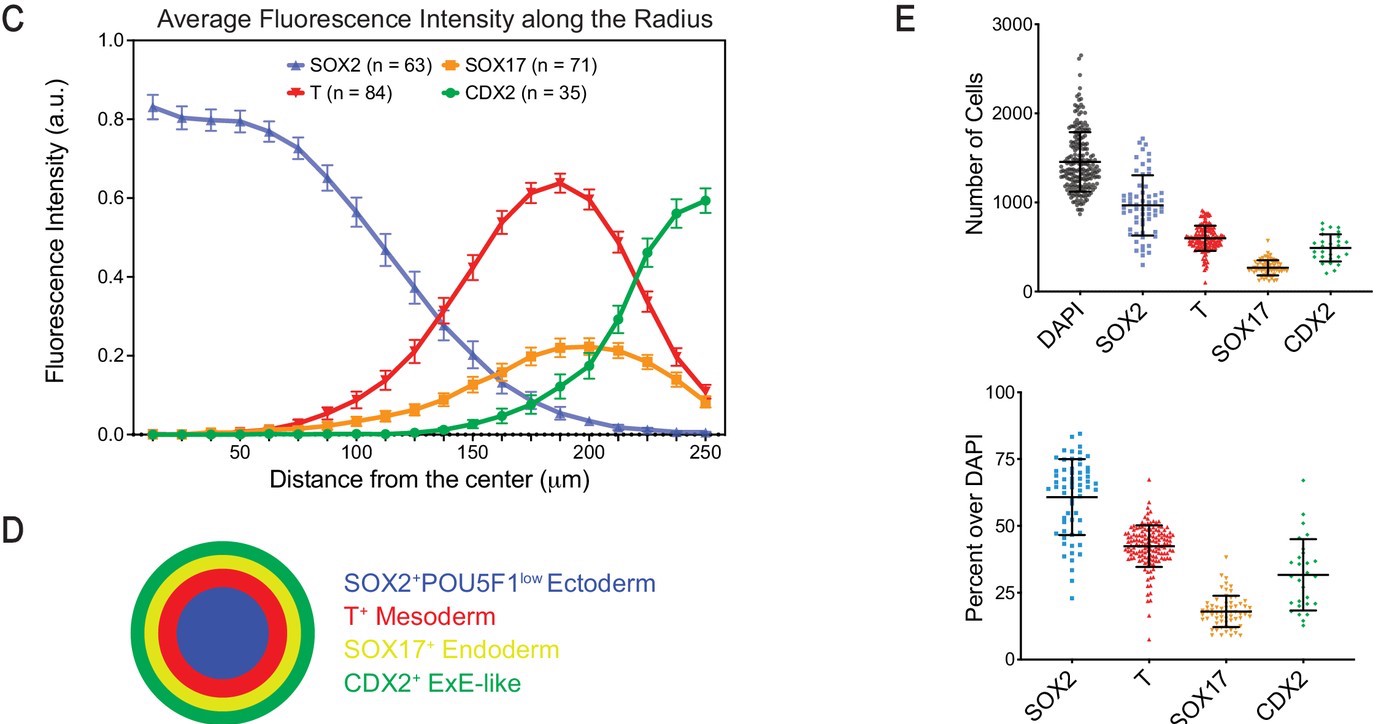 C
Average Fluorescence Intensity along the Radius
Fluorescence Intensity (a.u.)
1.0
0.8
0.6
0.4
0.2
0.0
SOX2 (n = 63)
SOX17 (n = 71)
T (n = 84)
CDX2 (n = 35)
50
100
150
200
250
Distance from the center (μm)
D
SOX2⁺POU5F1ˡᵒʷ Ectoderm
T⁺ Mesoderm
SOX17⁺ Endoderm
CDX2⁺ ExE-like
E
Number of Cells
3000
2000
1000
0
DAPI
SOX2
T
SOX17
CDX2
Percent over DAPI
100
75
50
25
0
SOX2
T
SOX17
CDX2